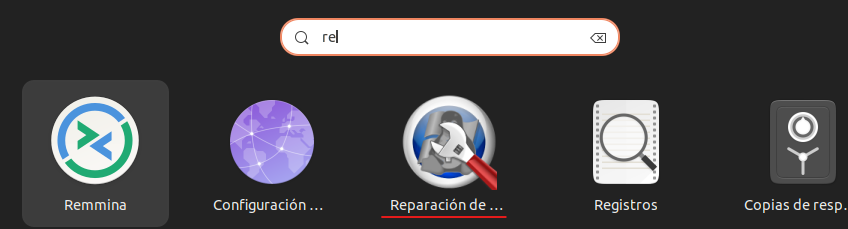 re
Remmina
Configuración ...
Reparación de ...
Registros
Copias de resp...